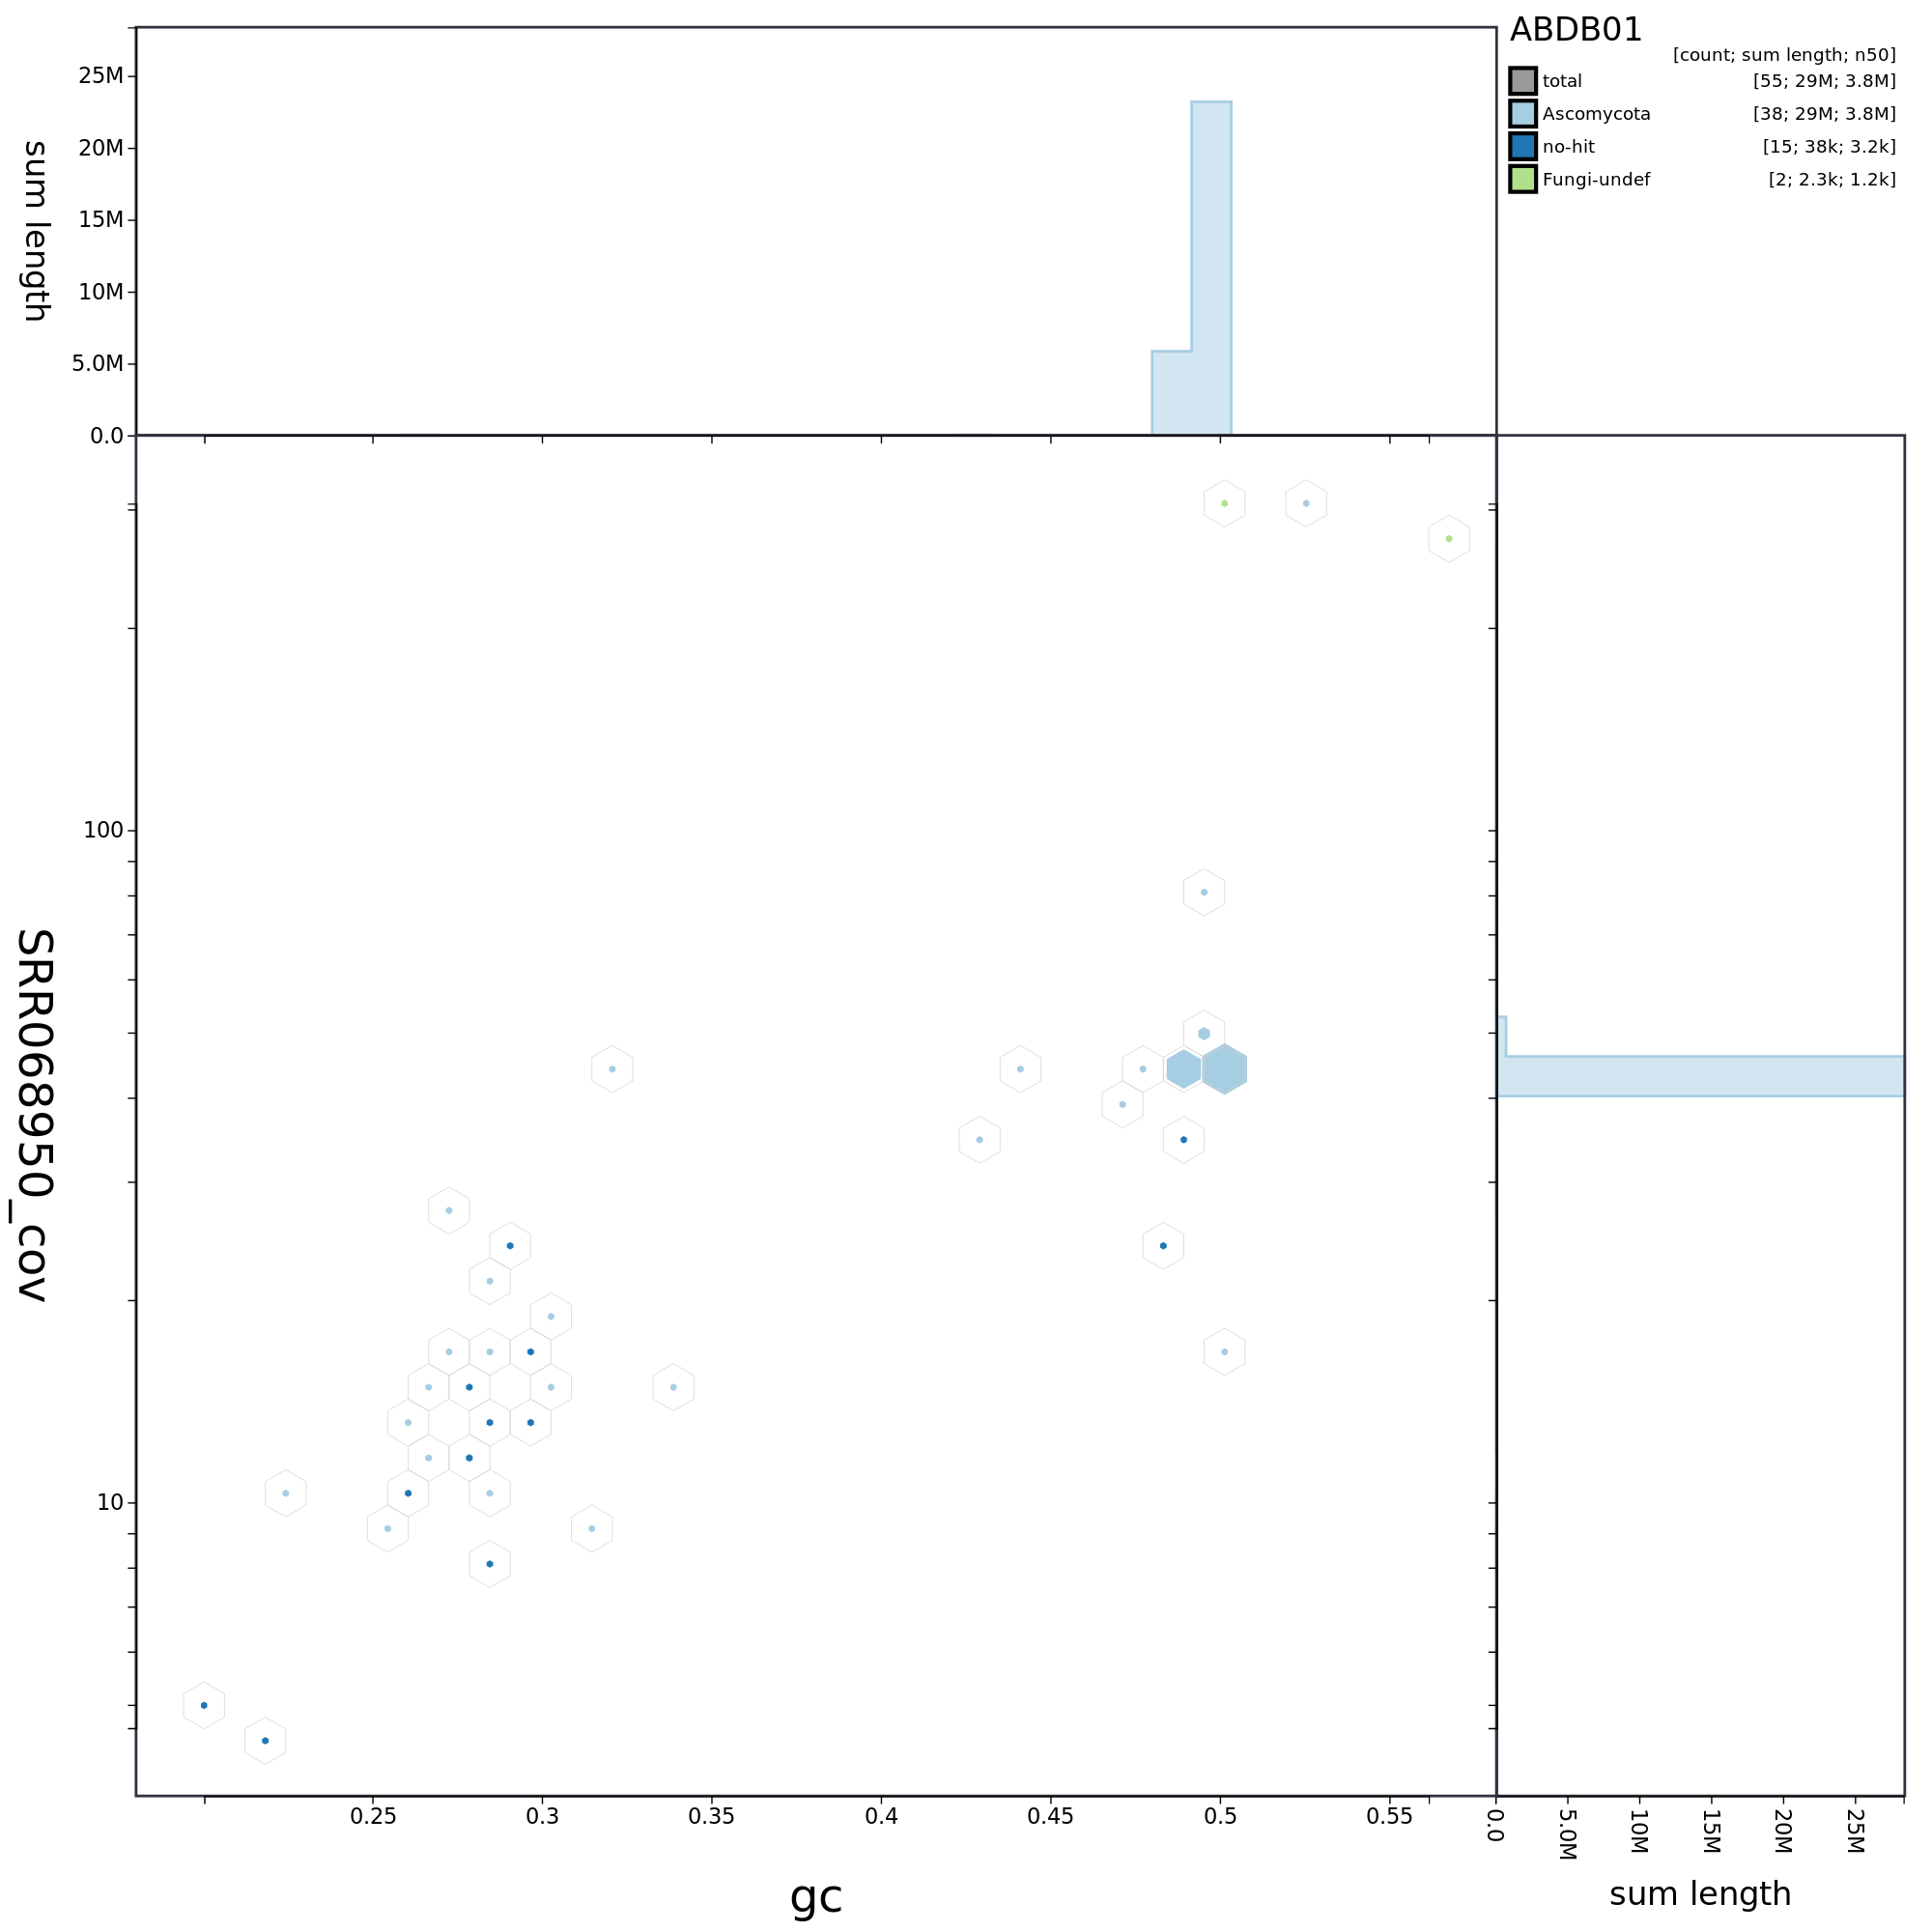 ABDB01
[count; sum length; n50]
total [55; 29M; 3.8M]
Ascomycota [38; 29M; 3.8M]
no-hit [15; 38k; 3.2k]
Fungi-undef [2; 2.3k; 1.2k]
sum length
25M
20M
15M
10M
5.0M
0.0
SRR068950_cov
100
10
0.25 0.3 0.35 0.4 0.45 0.5 0.55
gc
0.0 5.0M 10M 15M 20M 25M
sum length